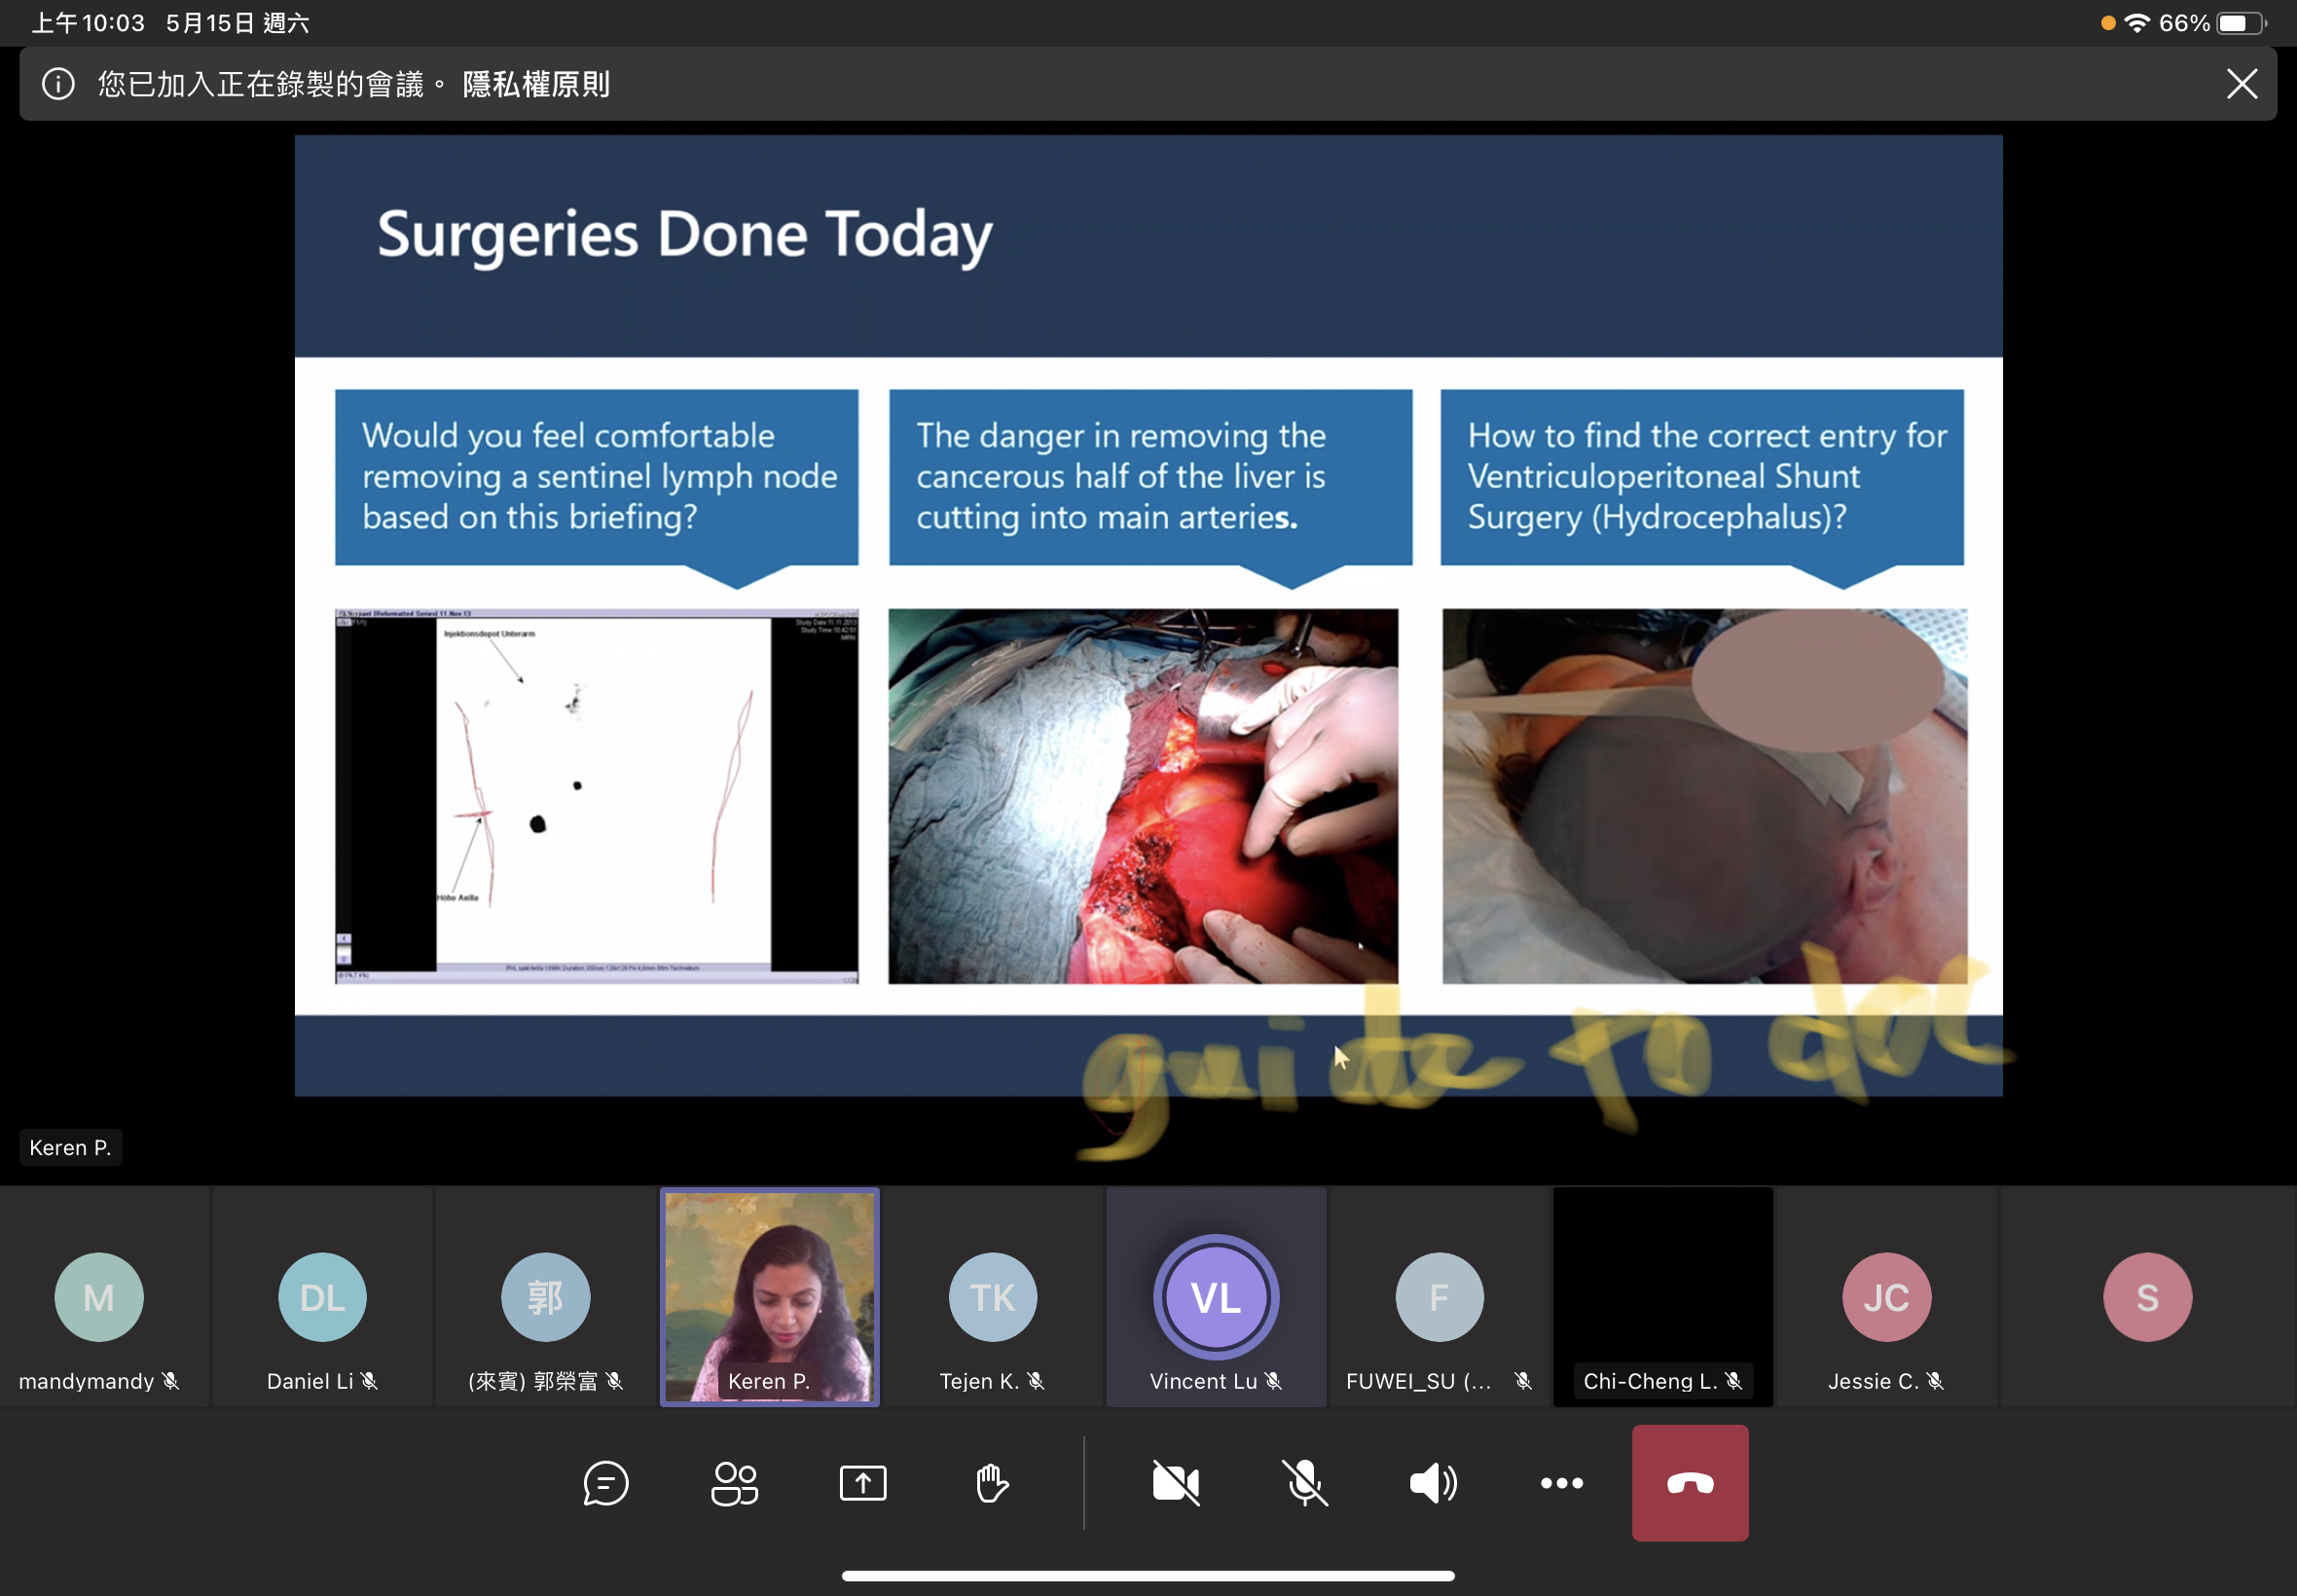 上午10:03 5月15日 週六
66%
您已加入正在錄製的會議。 隱私權原則
Surgeries Done Today
Would you feel comfortable
removing a sentinel lymph node
based on this briefing?
The danger in removing the
cancerous half of the liver is
cutting into main arteries.
How to find the correct entry for
Ventriculoperitoneal Shunt
Surgery (Hydrocephalus)?
Injektionsdepot Unterarm
Höhe Axilla
guide to doc
Keren P.
M
DL
郭
TK
VL
F
JC
S
mandymandy
Daniel Li
(來賓) 郭榮富
Keren P.
Tejen K.
Vincent Lu
FUWEI_SU (...
Chi-Cheng L.
Jessie C.